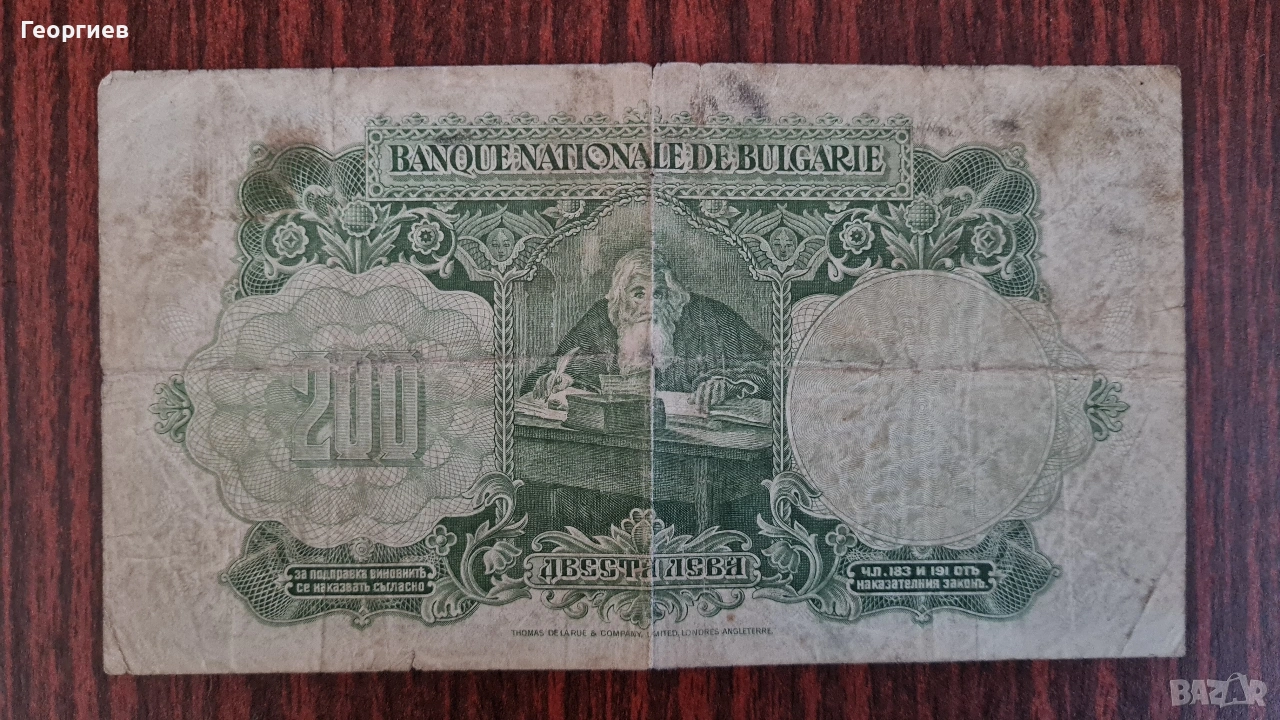 Георгиев
BANQUE NATIONALE DE BULGARIE
200
ЗА ПОДПРАВКА ВИНОВНИТѢ
СЕ НАКАЗВАТЪ СЪГЛАСНО
ДВЕСТА ЛЕВА
ЧЛ. 183 И 191 ОТЪ
НАКАЗАТЕЛНИЯ ЗАКОНЪ.
THOMAS DE LA RUE & COMPANY, LIMITED, LONDRES ANGLETERRE.
BAZAR